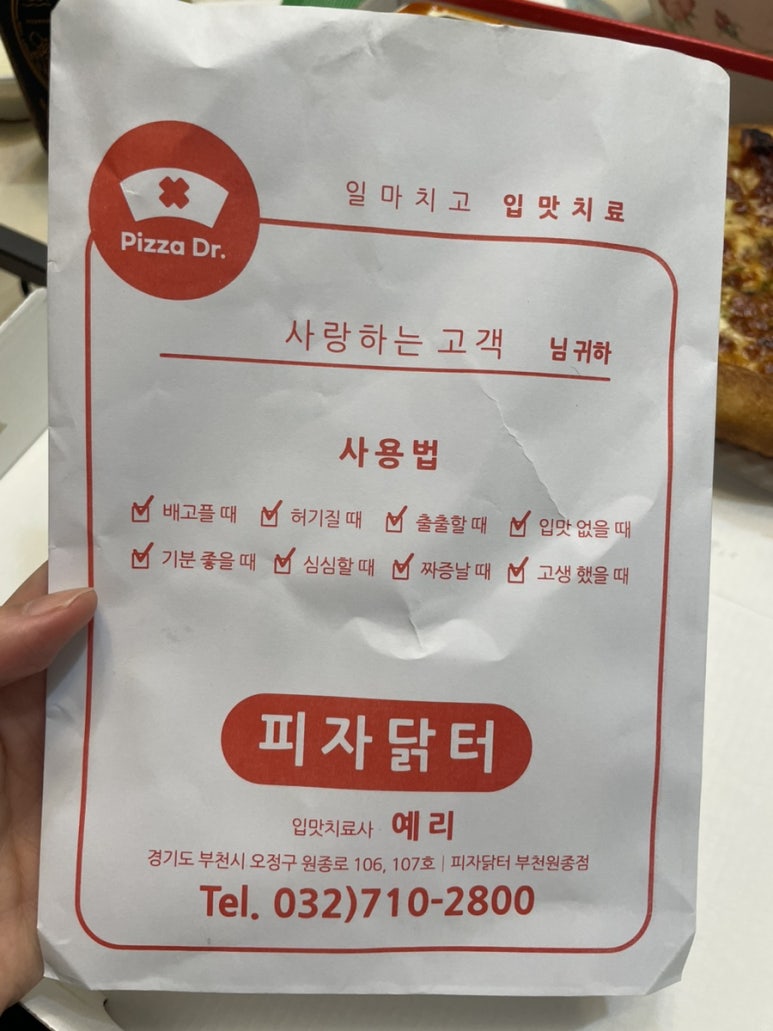 Pizza Dr.
일마치고 입맛치료
사랑하는 고객 님 귀하
사용법
배고플 때 허기질 때 출출할 때 입맛 없을 때
기분 좋을 때 심심할 때 짜증날 때 고생 했을 때
피자닭터
입맛치료사 예리
경기도 부천시 오정구 원종로 106, 107호 | 피자닭터 부천원종점
Tel. 032)710-2800